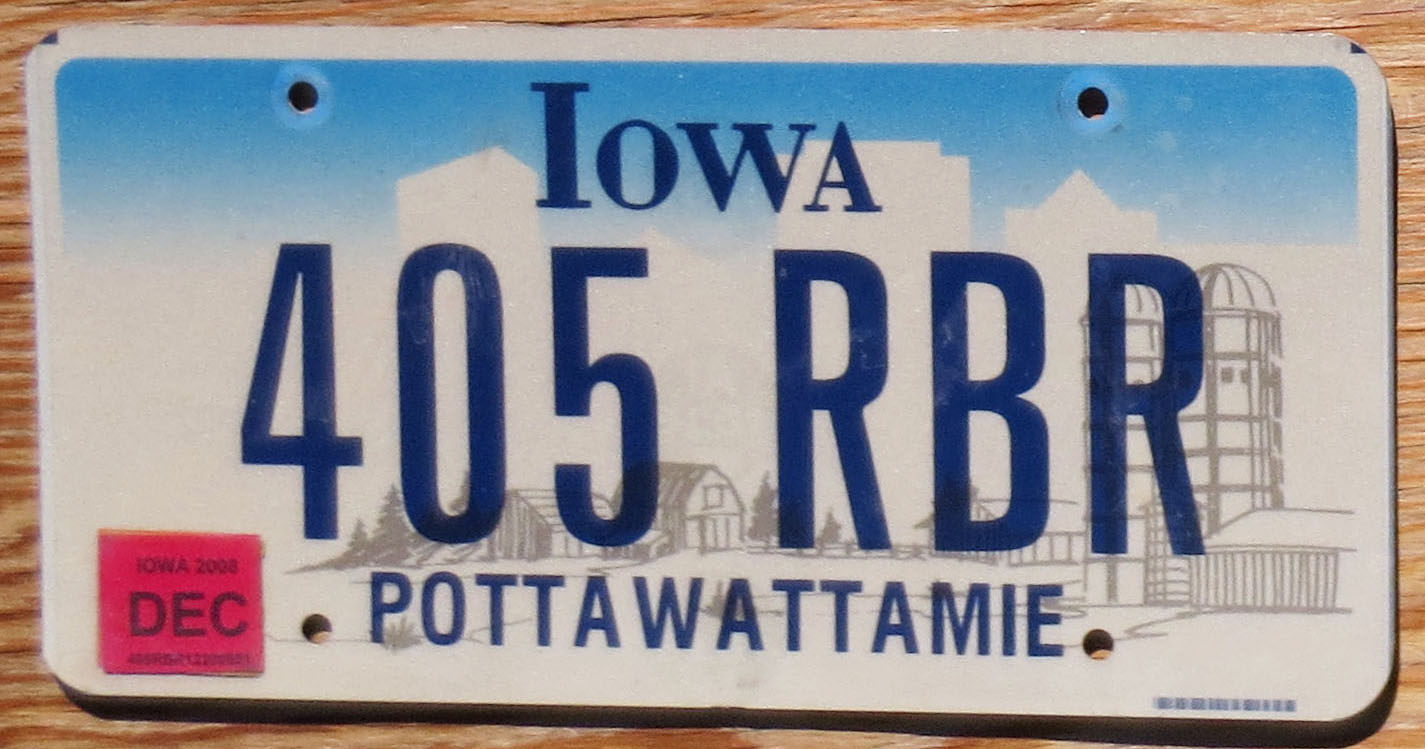 IOWA
405 RBR
IOWA 2008
DEC
POTTAWATTAMIE